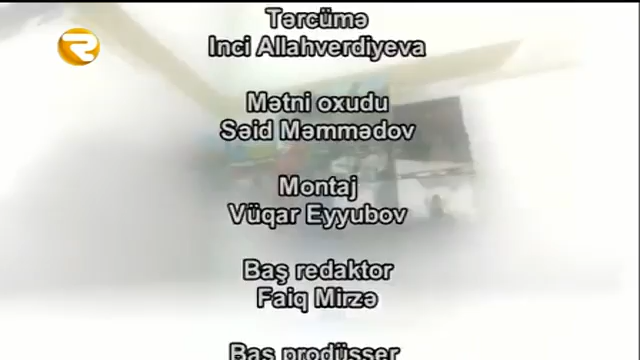 Tərcümə
Inci Allahverdiyeva
Mətni oxudu
Səid Məmmədov
Montaj
Vüqar Eyyubov
Baş redaktor
Faiq Mirzə
Baş prodüsser